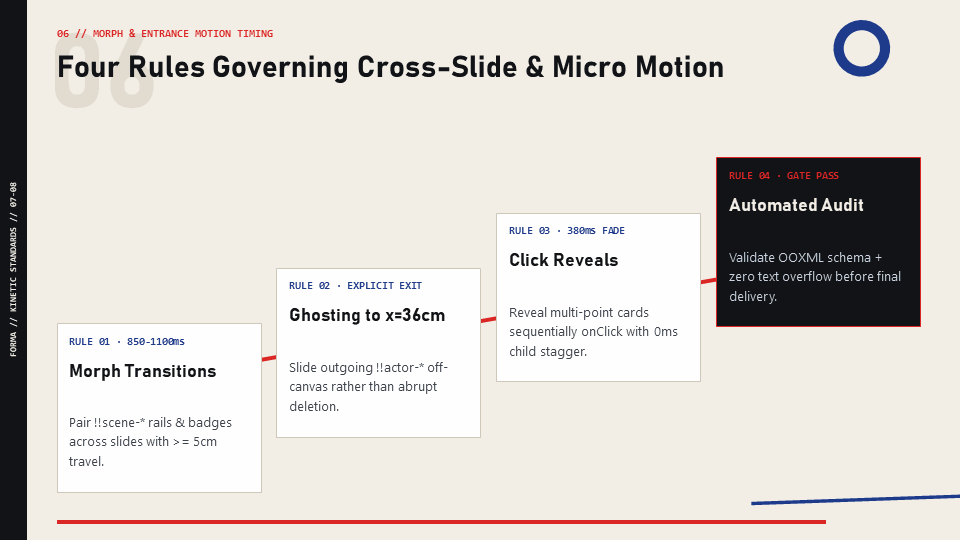 06 // MORPH & ENTRANCE MOTION TIMING
06
Four Rules Governing Cross-Slide & Micro Motion
FORMA // KINETIC STANDARDS // 07-08
RULE 01 · 850-1100ms
Morph Transitions
Pair !!scene-* rails & badges
across slides with >= 5cm
travel.
RULE 02 · EXPLICIT EXIT
Ghosting to x=36cm
Slide outgoing !!actor-* off-
canvas rather than abrupt
deletion.
RULE 03 · 380ms FADE
Click Reveals
Reveal multi-point cards
sequentially onClick with 0ms
child stagger.
RULE 04 · GATE PASS
Automated Audit
Validate OOXML schema +
zero text overflow before final
delivery.